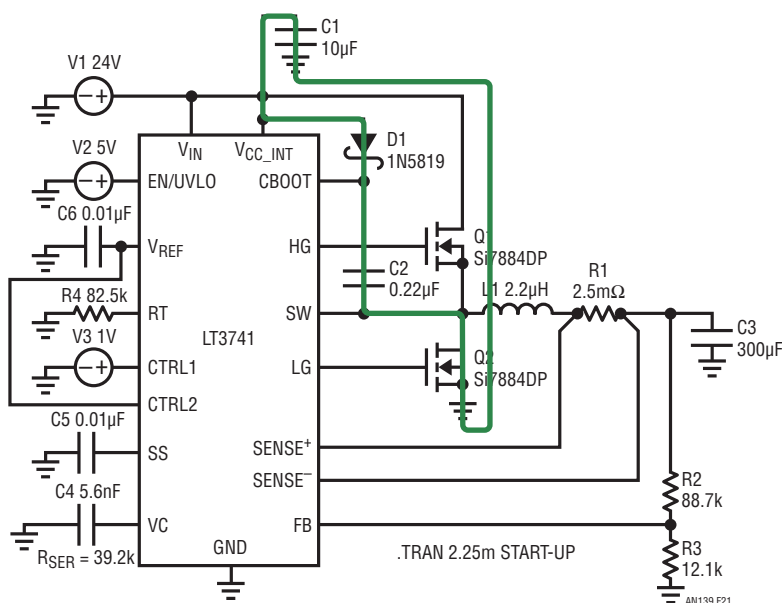 C1
10µF
V1 24V
V2 5V
D1
1N5819
VIN
VCC_INT
EN/UVLO
CBOOT
C6 0.01µF
VREF
HG
Q1
Si7884DP
C2
0.22µF
L1 2.2µH
R1
2.5mΩ
R4 82.5k
RT
SW
C3
300µF
V3 1V
LT3741
CTRL1
LG
Q2
Si7884DP
CTRL2
C5 0.01µF
SS
SENSE+
SENSE–
C4 5.6nF
R2
88.7k
VC
FB
RSER = 39.2k
GND
.TRAN 2.25m START-UP
R3
12.1k
AN139 F21